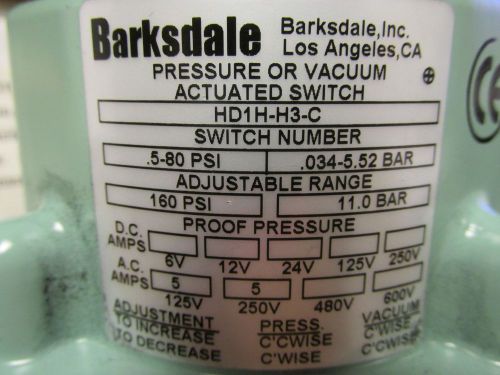 Barksdale Barksdale, Inc.
Los Angeles, CA
PRESSURE OR VACUUM
ACTUATED SWITCH
HD1H-H3-C
SWITCH NUMBER
.5-80 PSI .034-5.52 BAR
ADJUSTABLE RANGE
160 PSI 11.0 BAR
PROOF PRESSURE
D.C.
AMPS
6V 12V 24V 125V 250V
A.C.
AMPS 5 5
125V 250V 480V 600V
ADJUSTMENT PRESS. VACUUM
TO INCREASE C'CWISE C'WISE
TO DECREASE C'WISE C'CWISE